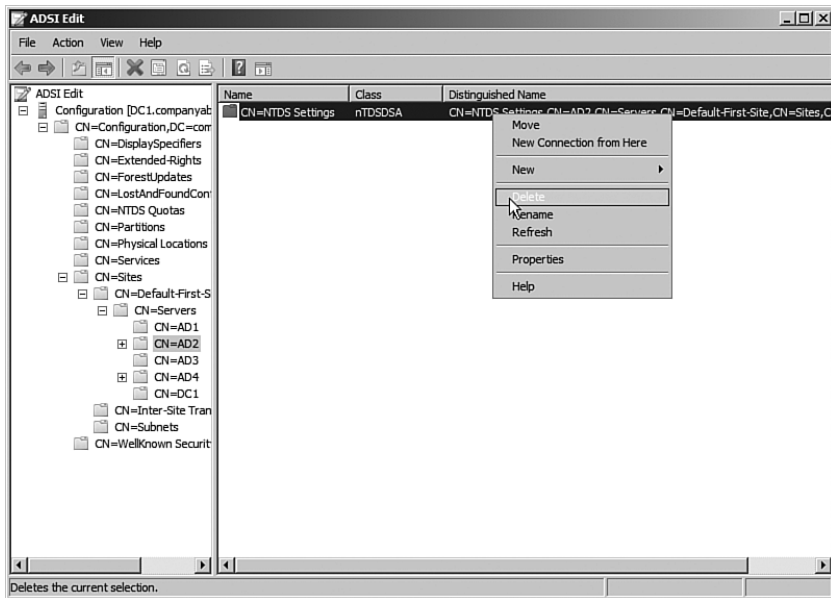 ADSI Edit
File Action View Help
Name Class Distinguished Name
ADSI Edit
Configuration [DC1.companyab
CN=Configuration,DC=com
CN=DisplaySpecifiers
CN=Extended-Rights
CN=ForestUpdates
CN=LostAndFoundCon
CN=NTDS Quotas
CN=Partitions
CN=Physical Locations
CN=Services
CN=Sites
CN=Default-First-S
CN=Servers
CN=AD1
CN=AD2
CN=AD3
CN=AD4
CN=DC1
CN=Inter-Site Tran
CN=Subnets
CN=WellKnown Securit
CN=NTDS Settings nTDSDSA CN=NTDS Settings,CN=AD2,CN=Servers,CN=Default-First-Site,CN=Sites,C
Move
New Connection from Here
New
Delete
Rename
Refresh
Properties
Help
Deletes the current selection.